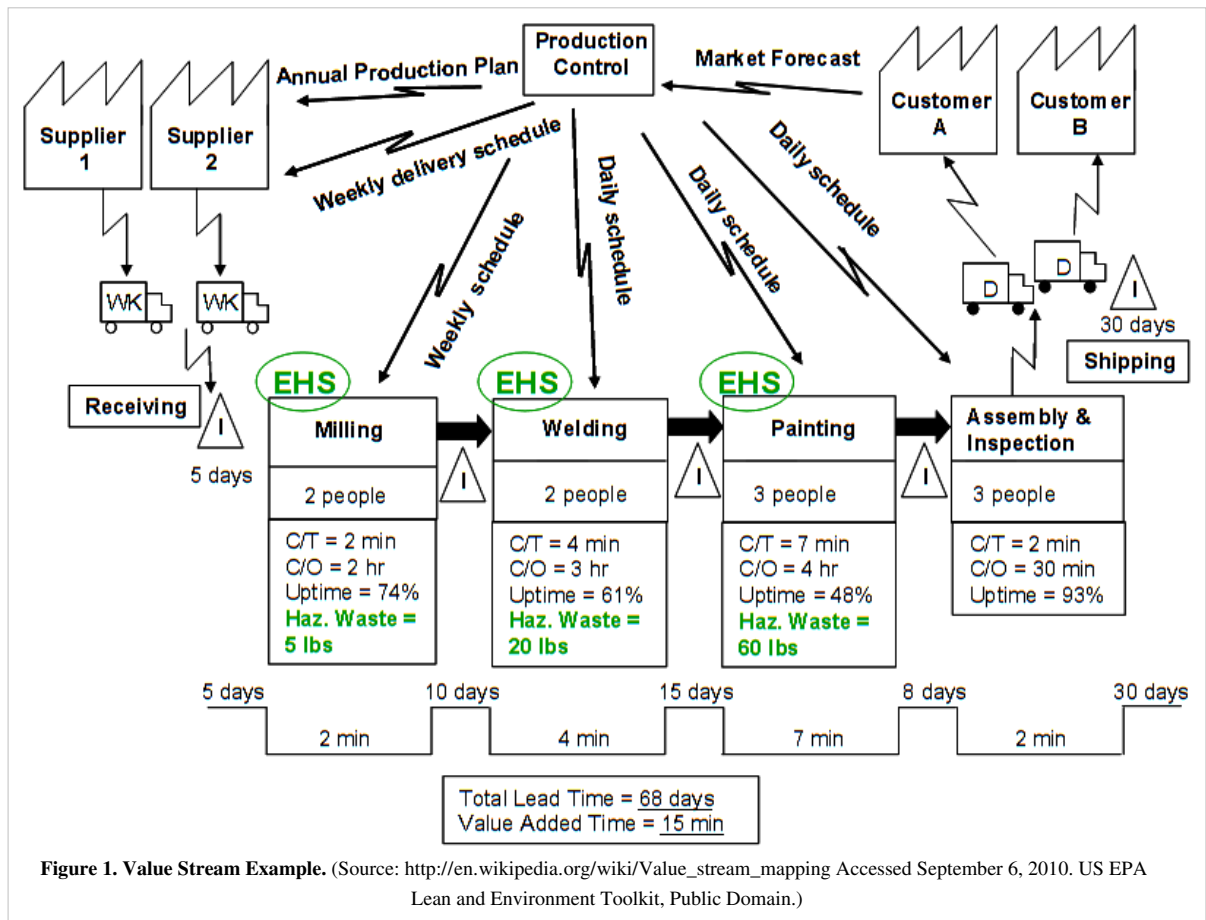 Production
Control
Annual Production Plan
Market Forecast
Supplier
1
Supplier
2
Customer
A
Customer
B
Weekly delivery schedule
Weekly schedule
Daily schedule
Daily schedule
Daily schedule
WK
WK
D
D
I
30 days
Shipping
Receiving
I
5 days
EHS
Milling
2 people
C/T = 2 min
C/O = 2 hr
Uptime = 74%
Haz. Waste =
5 lbs
I
EHS
Welding
2 people
C/T = 4 min
C/O = 3 hr
Uptime = 61%
Haz. Waste =
20 lbs
I
EHS
Painting
3 people
C/T = 7 min
C/O = 4 hr
Uptime = 48%
Haz. Waste =
60 lbs
I
Assembly &
Inspection
3 people
C/T = 2 min
C/O = 30 min
Uptime = 93%
5 days
10 days
15 days
8 days
30 days
2 min
4 min
7 min
2 min
Total Lead Time = 68 days
Value Added Time = 15 min
Figure 1. Value Stream Example. (Source: http://en.wikipedia.org/wiki/Value_stream_mapping Accessed September 6, 2010. US EPA
Lean and Environment Toolkit, Public Domain.)